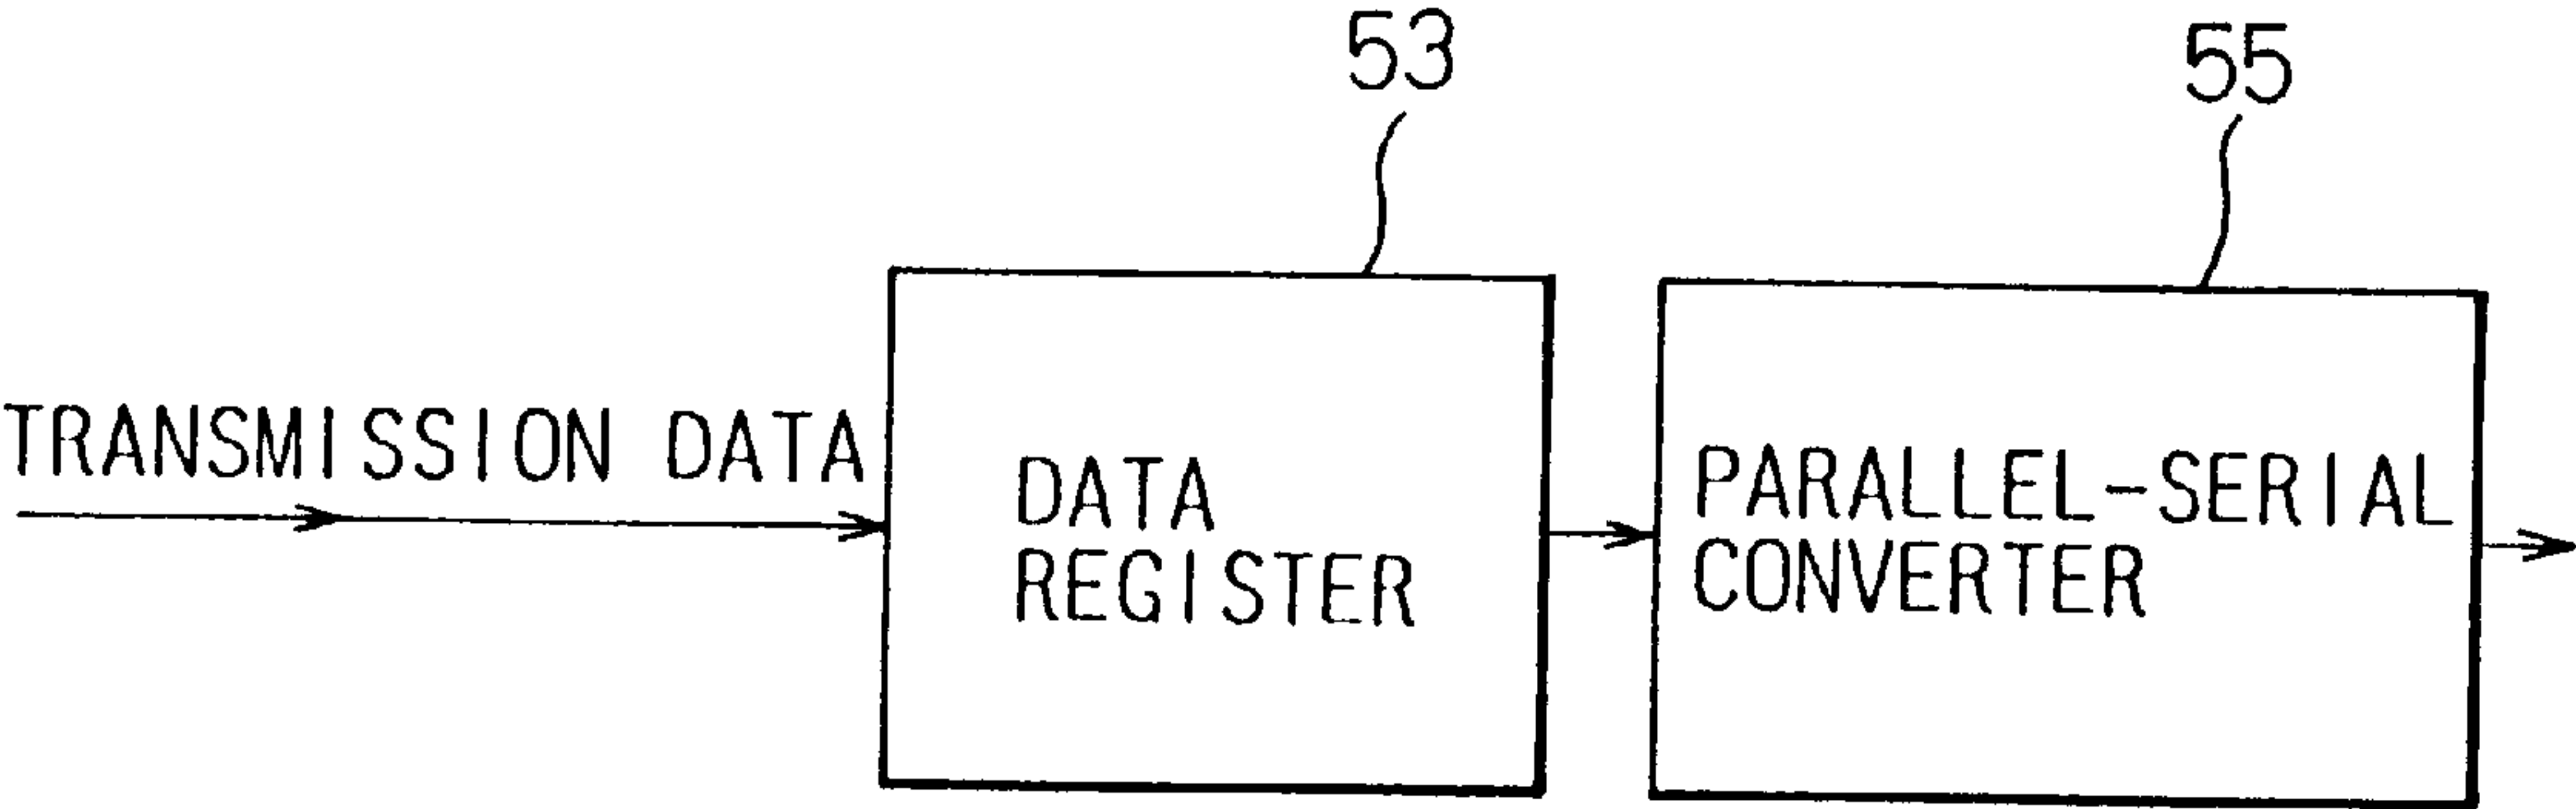 53
55
TRANSMISSION DATA
DATA
REGISTER
PARALLEL-SERIAL
CONVERTER